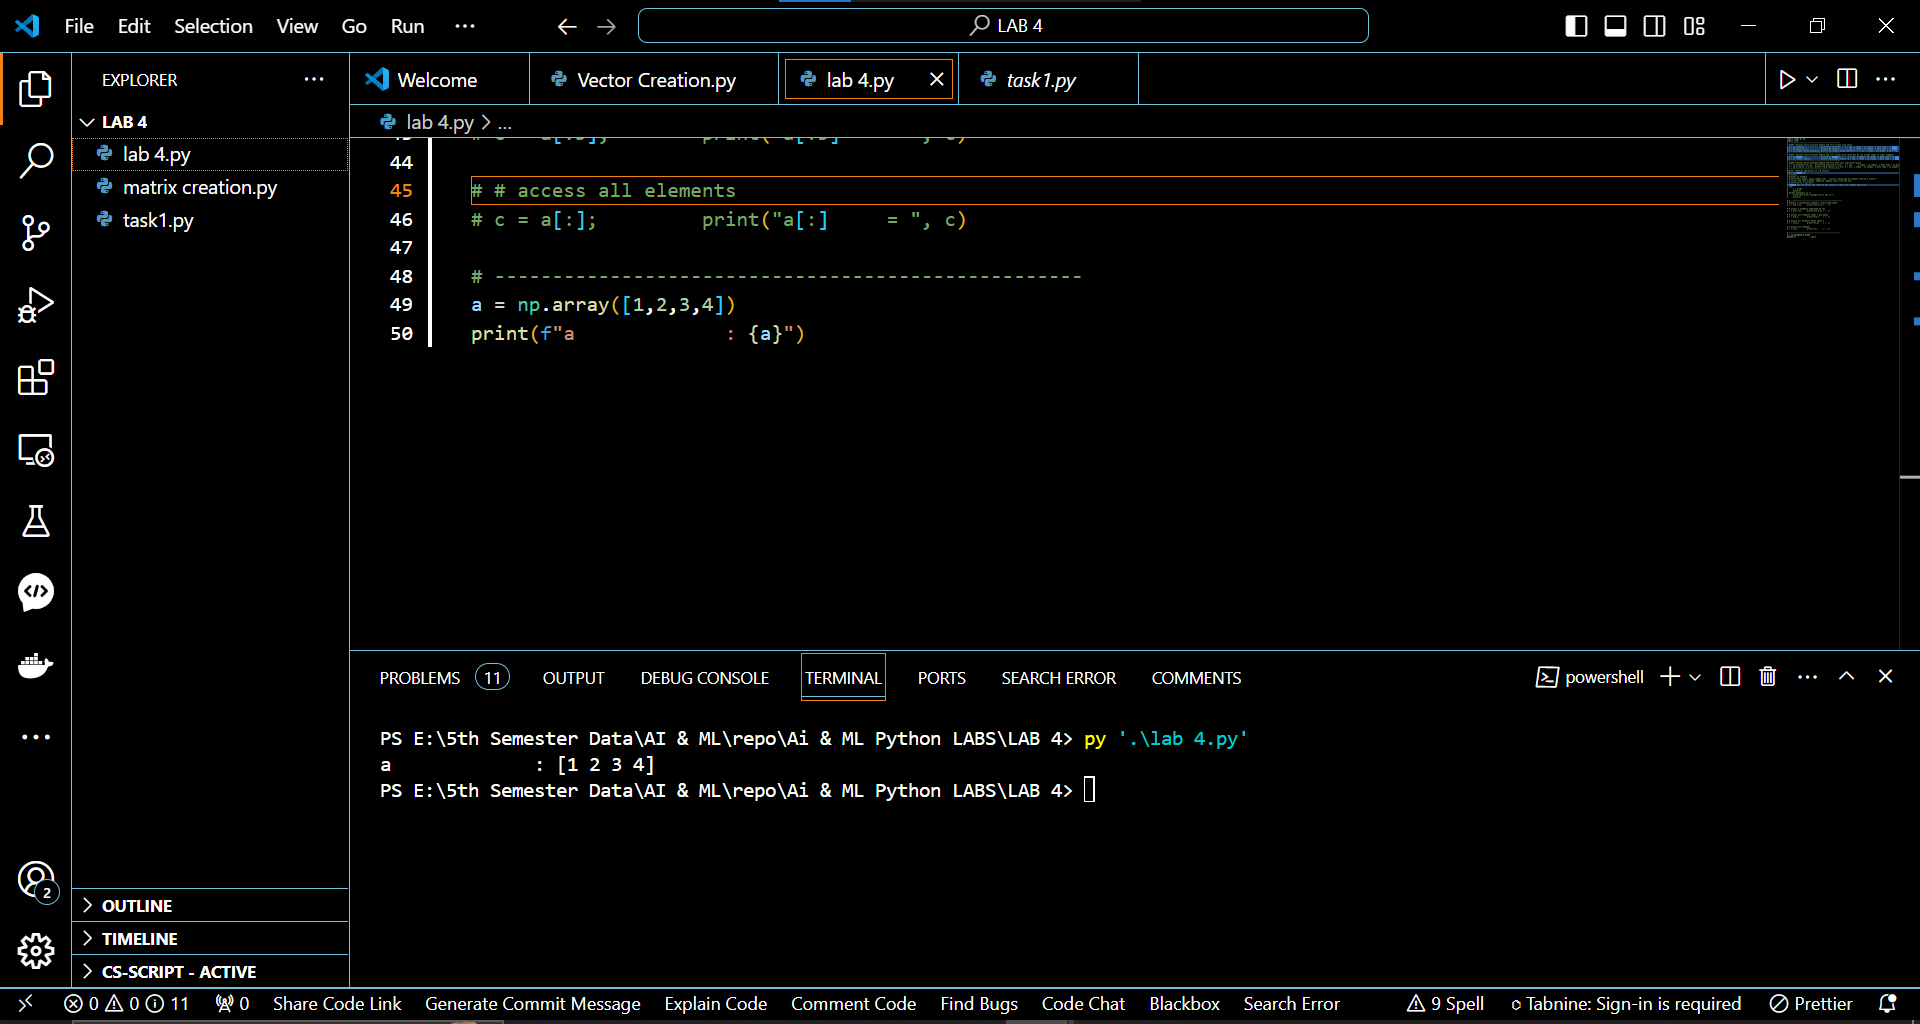 File Edit Selection View Go Run ···
LAB 4
EXPLORER ···
Welcome
Vector Creation.py
lab 4.py
task1.py
LAB 4
lab 4.py
matrix creation.py
task1.py
lab 4.py > ...
44
45 # # access all elements
46 # c = a[:];         print("a[:]     = ", c)
47
48 # ---------------------------------------------------
49 a = np.array([1,2,3,4])
50 print(f"a             : {a}")
PROBLEMS 11 OUTPUT DEBUG CONSOLE TERMINAL PORTS SEARCH ERROR COMMENTS
powershell
PS E:\5th Semester Data\AI & ML\repo\Ai & ML Python LABS\LAB 4> py '.\lab 4.py'
a             : [1 2 3 4]
PS E:\5th Semester Data\AI & ML\repo\Ai & ML Python LABS\LAB 4>
2
OUTLINE
TIMELINE
CS-SCRIPT - ACTIVE
0 0 11 0 Share Code Link Generate Commit Message Explain Code Comment Code Find Bugs Code Chat Blackbox Search Error 9 Spell Tabnine: Sign-in is required Prettier